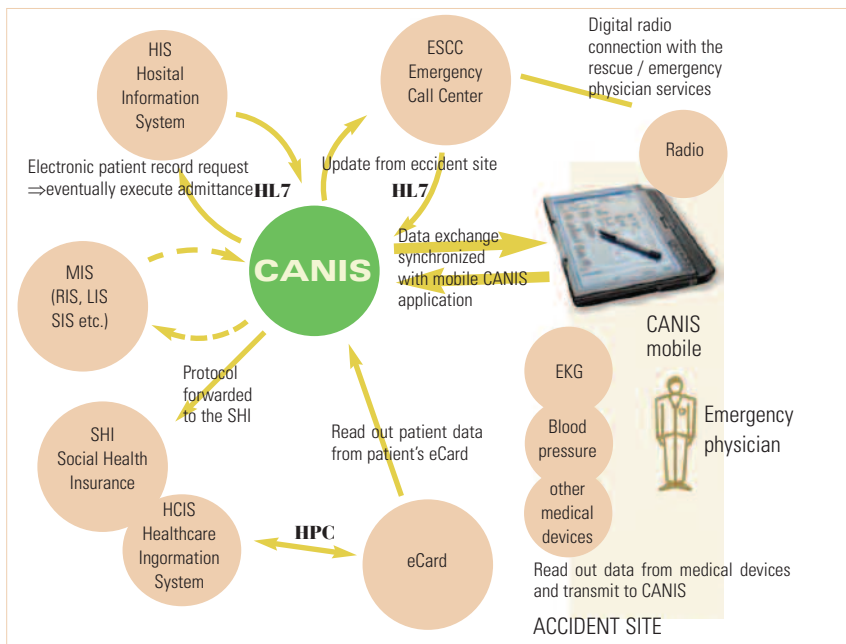 HIS
Hosital
Information
System
ESCC
Emergency
Call Center
Digital radio
connection with the
rescue / emergency
physician services
Radio
Electronic patient record request
⇒eventually execute admittance
HL7
Update from eccident site
HL7
CANIS
Data exchange
synchronized
with mobile CANIS
application
MIS
(RIS, LIS
SIS etc.)
CANIS
mobile
Protocol
forwarded
to the SHI
EKG
Blood
pressure
other
medical
devices
Emergency
physician
SHI
Social Health
Insurance
Read out patient data
from patient's eCard
HCIS
Healthcare
Ingormation
System
HPC
eCard
Read out data from medical devices
and transmit to CANIS
ACCIDENT SITE